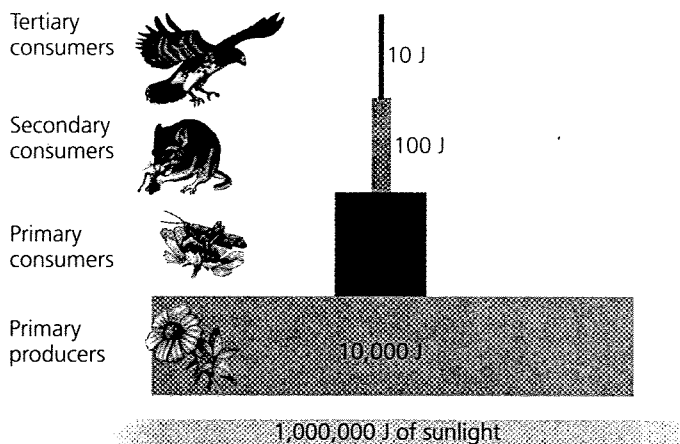 Tertiary
consumers
10 J
Secondary
consumers
100 J
Primary
consumers
Primary
producers
10,000 J
1,000,000 J of sunlight